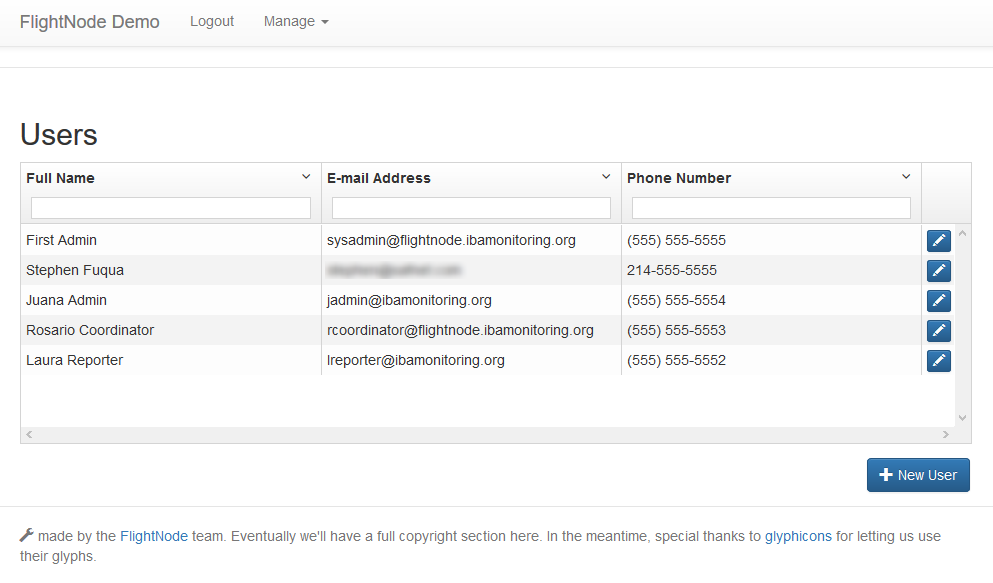 FlightNode Demo Logout Manage
Users
Full Name E-mail Address Phone Number
First Admin sysadmin@flightnode.ibamonitoring.org (555) 555-5555
Stephen Fuqua 214-555-5555
Juana Admin jadmin@ibamonitoring.org (555) 555-5554
Rosario Coordinator rcoordinator@flightnode.ibamonitoring.org (555) 555-5553
Laura Reporter lreporter@ibamonitoring.org (555) 555-5552
New User
made by the FlightNode team. Eventually we'll have a full copyright section here. In the meantime, special thanks to glyphicons for letting us use
their glyphs.